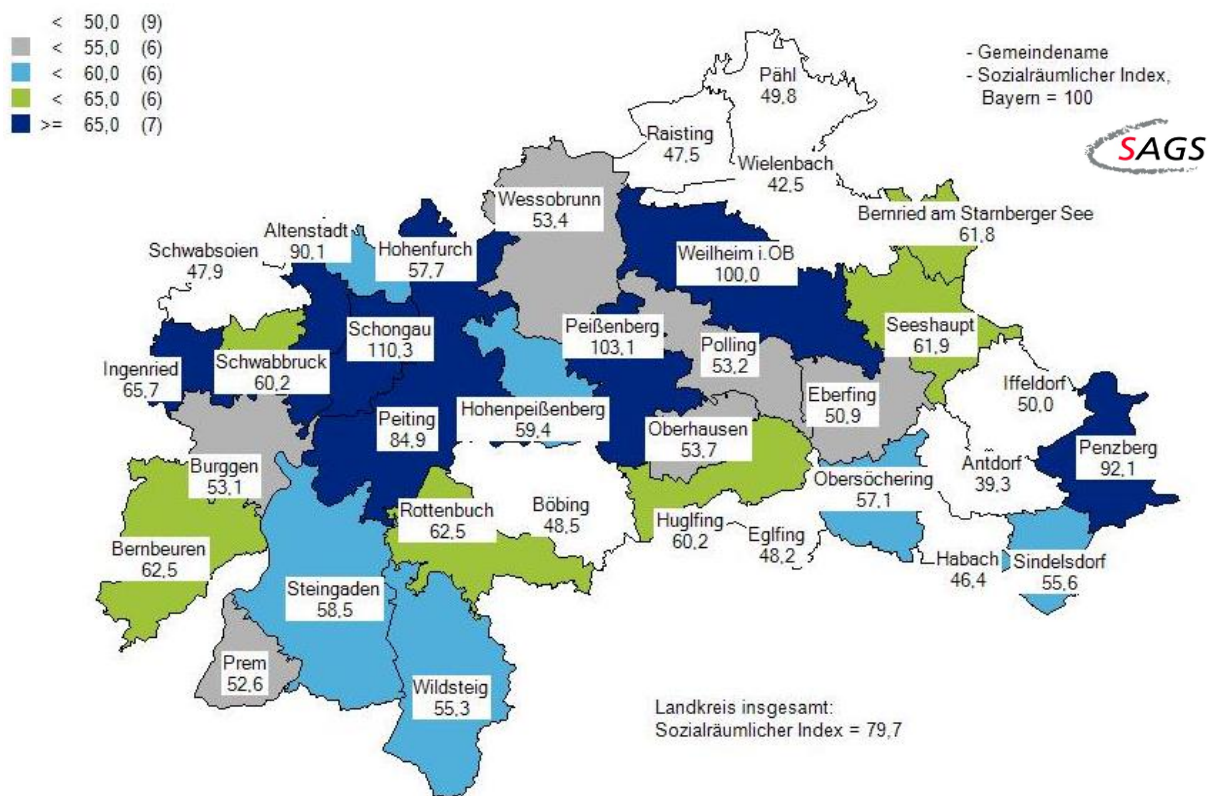 < 50,0 (9)
< 55,0 (6)
< 60,0 (6)
< 65,0 (6)
>= 65,0 (7)
- Gemeindename
- Sozialräumlicher Index,
Bayern = 100
SAGS
Pähl
49,8
Raisting
47,5
Wielenbach
42,5
Wessobrunn
53,4
Bernried am Starnberger See
61,8
Altenstadt
90,1
Hohenfurch
57,7
Schwabsoien
47,9
Weilheim i.OB
100,0
Schongau
110,3
Peißenberg
103,1
Polling
53,2
Seeshaupt
61,9
Ingenried
65,7
Schwabbruck
60,2
Iffeldorf
50,0
Eberfing
50,9
Peiting
84,9
Hohenpeißenberg
59,4
Oberhausen
53,7
Penzberg
92,1
Antdorf
39,3
Burggen
53,1
Obersöchering
57,1
Rottenbuch
62,5
Böbing
48,5
Huglfing
60,2
Eglfing
48,2
Bernbeuren
62,5
Habach
46,4
Sindelsdorf
55,6
Steingaden
58,5
Prem
52,6
Wildsteig
55,3
Landkreis insgesamt:
Sozialräumlicher Index = 79,7